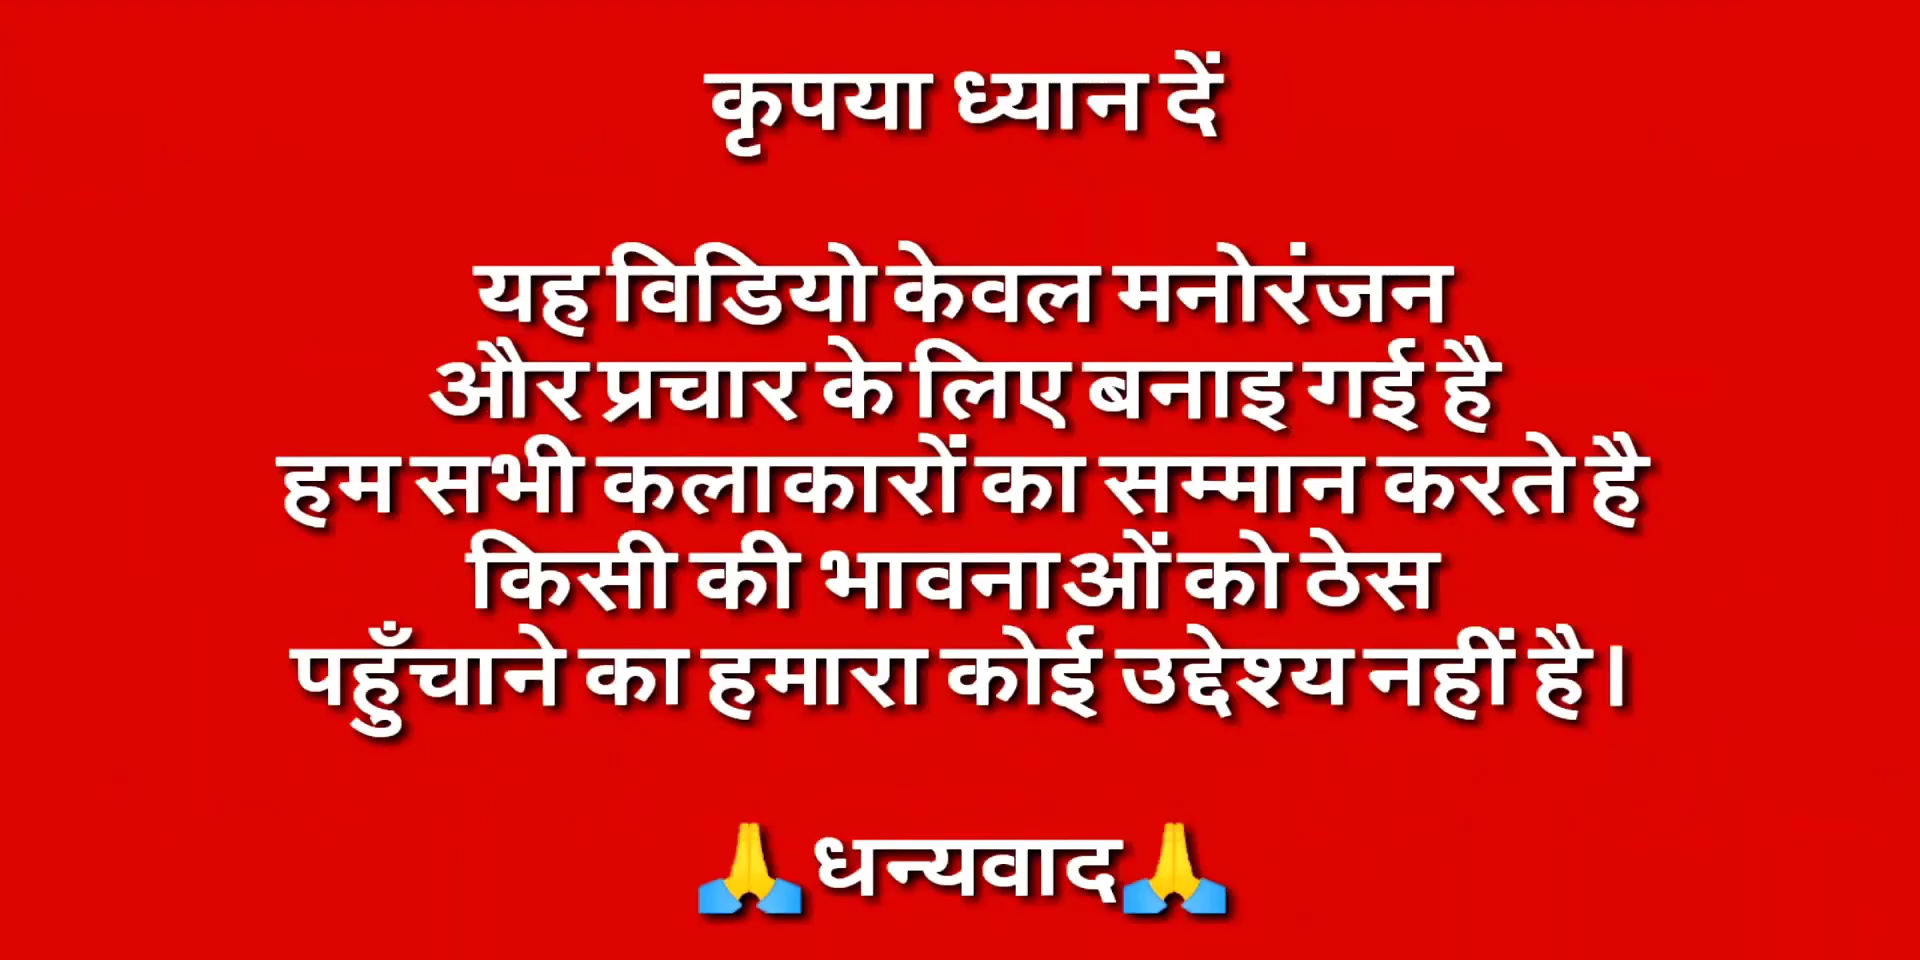 कृपया ध्यान दें
यह विडियो केवल मनोरंजन
और प्रचार के लिए बनाइ गई है
हम सभी कलाकारों का सम्मान करते है
किसी की भावनाओं को ठेस
पहुँचाने का हमारा कोई उद्देश्य नहीं है।
🙏धन्यवाद🙏